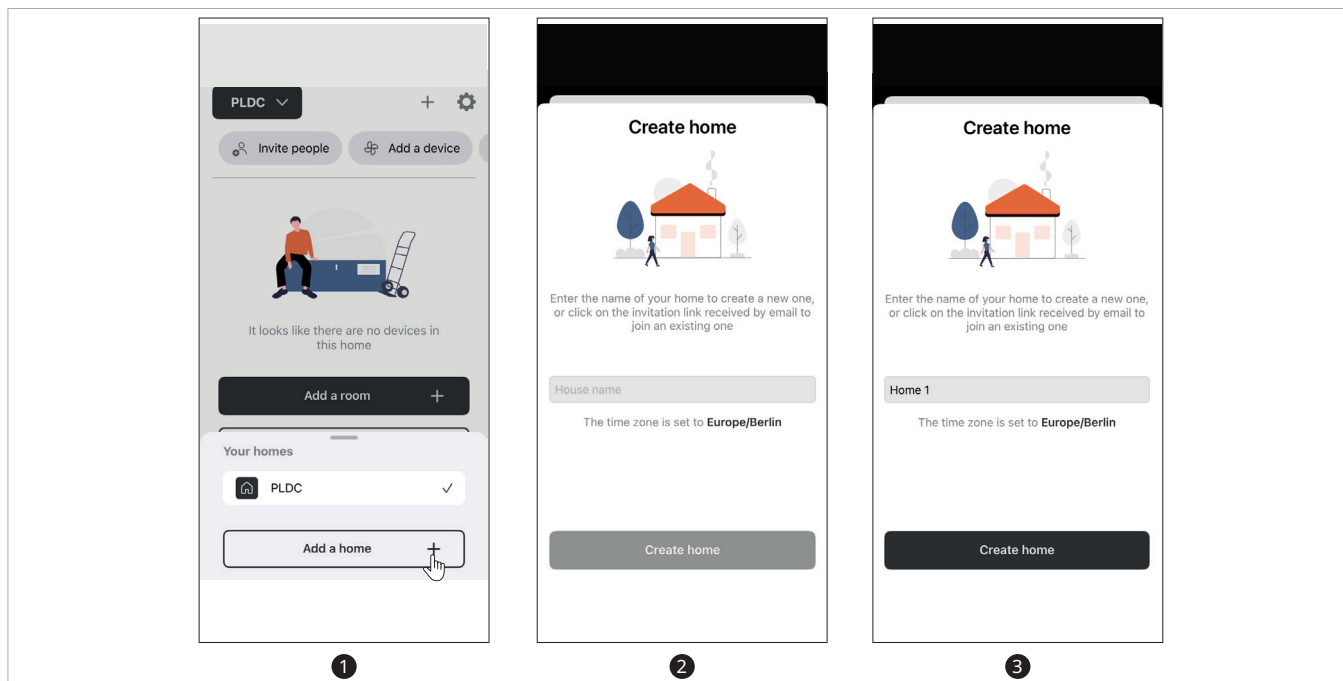 PLDC
Invite people
Add a device
It looks like there are no devices in
this home
Add a room
Your homes
PLDC
Add a home
1
Create home
Enter the name of your home to create a new one,
or click on the invitation link received by email to
join an existing one
House name
The time zone is set to Europe/Berlin
Create home
2
Create home
Enter the name of your home to create a new one,
or click on the invitation link received by email to
join an existing one
Home 1
The time zone is set to Europe/Berlin
Create home
3